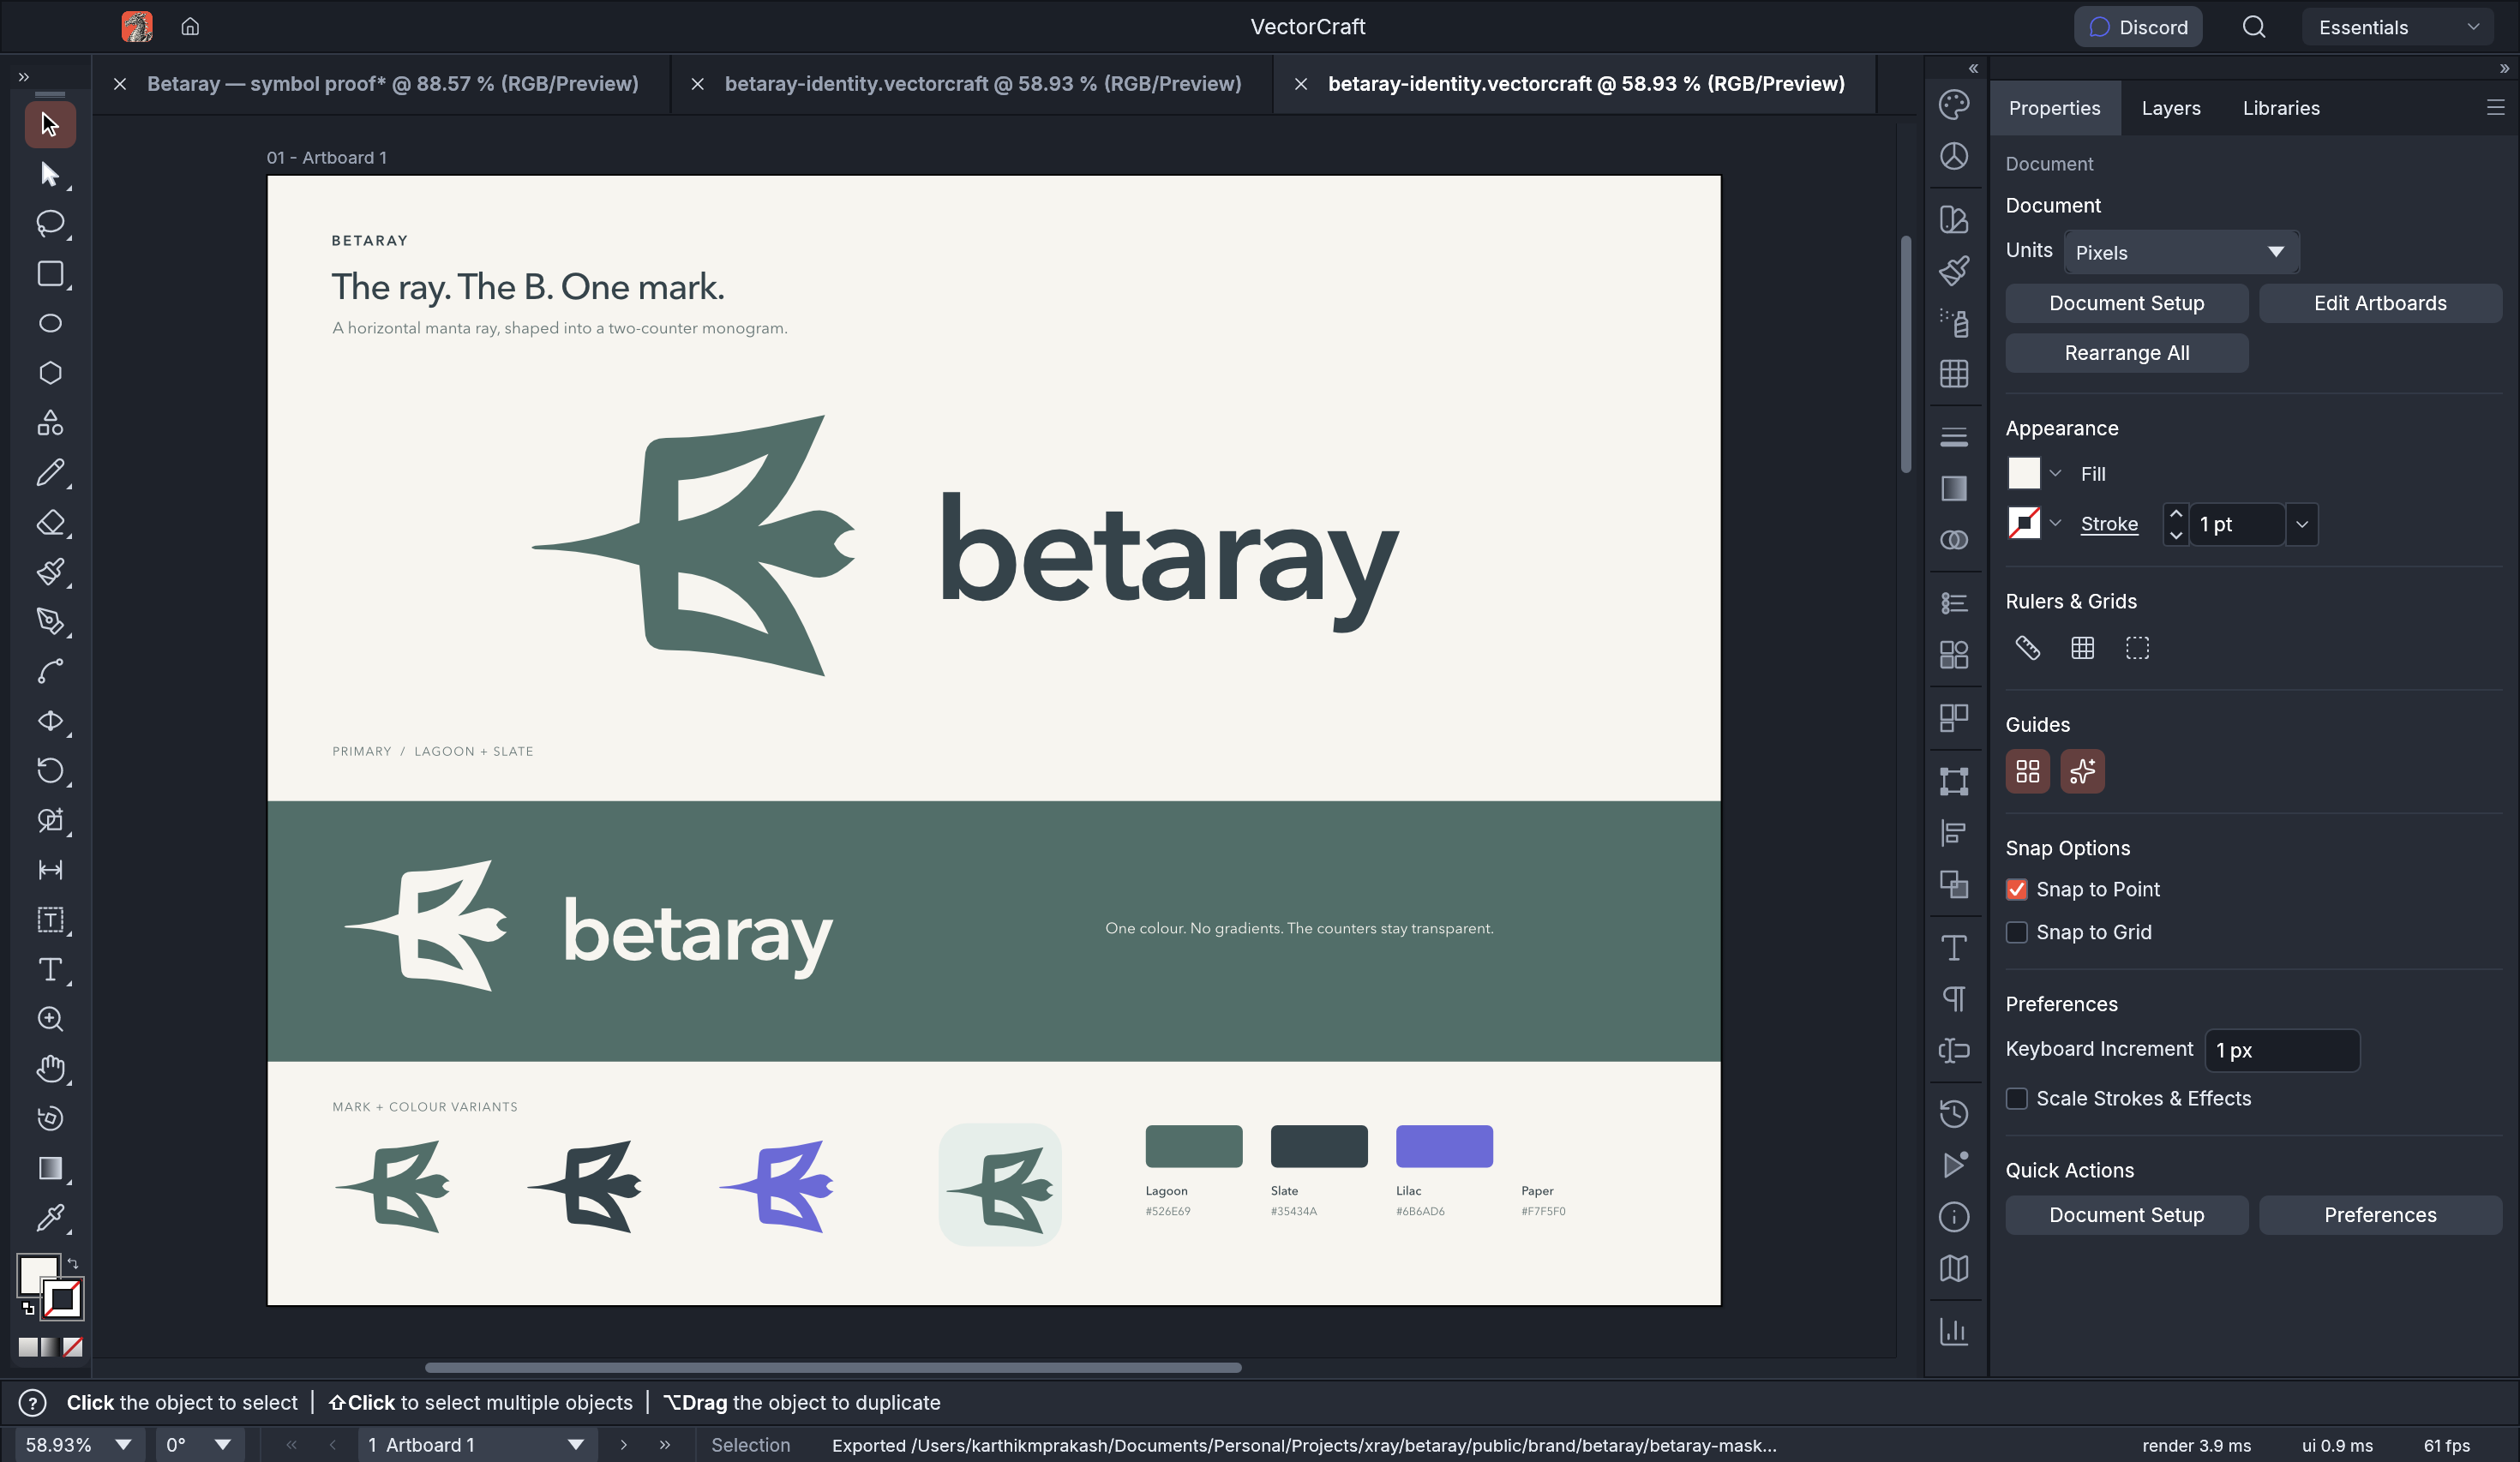 VectorCraft
Discord
Essentials
Betaray — symbol proof* @ 88.57 % (RGB/Preview)
betaray-identity.vectorcraft @ 58.93 % (RGB/Preview)
betaray-identity.vectorcraft @ 58.93 % (RGB/Preview)
01 - Artboard 1
BETARAY
The ray. The B. One mark.
A horizontal manta ray, shaped into a two-counter monogram.
betaray
PRIMARY / LAGOON + SLATE
betaray
One colour. No gradients. The counters stay transparent.
MARK + COLOUR VARIANTS
Lagoon
#526E69
Slate
#35434A
Lilac
#6B6AD6
Paper
#F7F5F0
Properties
Layers
Libraries
Document
Document
Units
Pixels
Document Setup
Edit Artboards
Rearrange All
Appearance
Fill
Stroke
1 pt
Rulers & Grids
Guides
Snap Options
Snap to Point
Snap to Grid
Preferences
Keyboard Increment
1 px
Scale Strokes & Effects
Quick Actions
Document Setup
Preferences
Click the object to select | ⇧Click to select multiple objects | ⌥Drag the object to duplicate
58.93%
0°
1 Artboard 1
Selection
Exported /Users/karthikmprakash/Documents/Personal/Projects/xray/betaray/public/brand/betaray/betaray-mask...
render 3.9 ms
ui 0.9 ms
61 fps